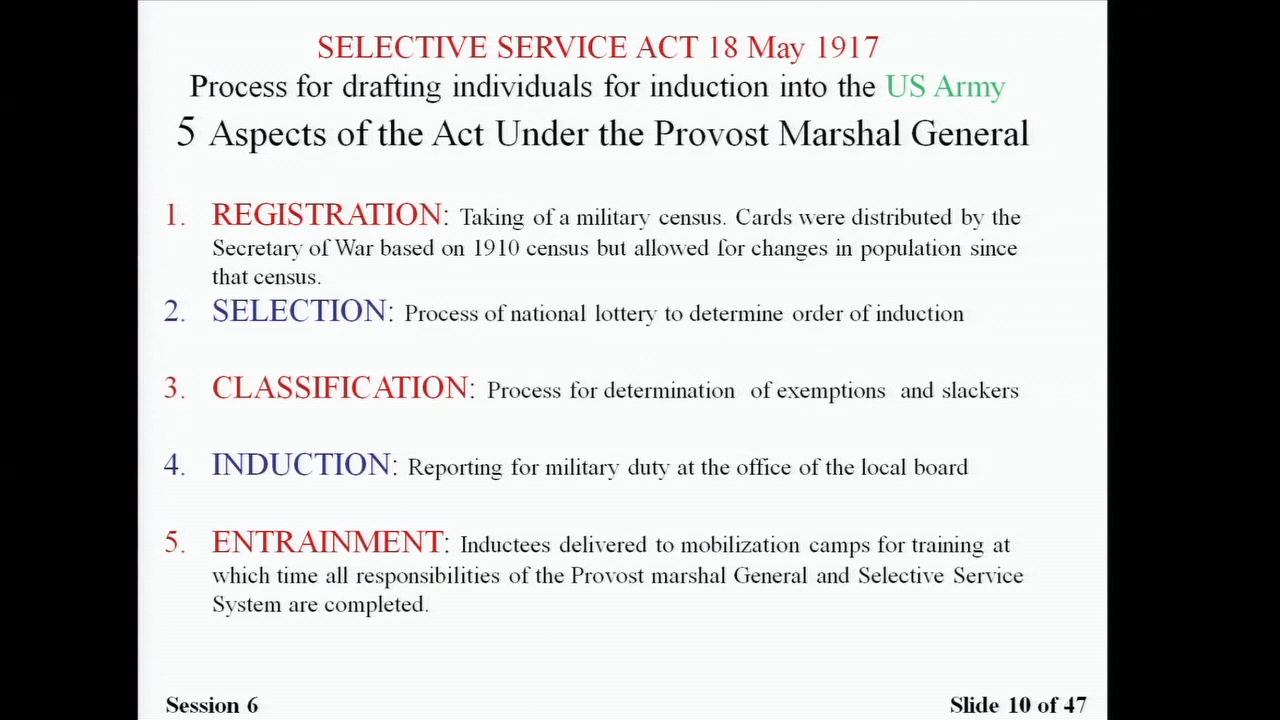 SELECTIVE SERVICE ACT 18 May 1917
Process for drafting individuals for induction into the US Army
5 Aspects of the Act Under the Provost Marshal General
1. REGISTRATION: Taking of a military census. Cards were distributed by the
Secretary of War based on 1910 census but allowed for changes in population since
that census.
2. SELECTION: Process of national lottery to determine order of induction
3. CLASSIFICATION: Process for determination of exemptions and slackers
4. INDUCTION: Reporting for military duty at the office of the local board
5. ENTRAINMENT: Inductees delivered to mobilization camps for training at
which time all responsibilities of the Provost marshal General and Selective Service
System are completed.
Session 6
Slide 10 of 47